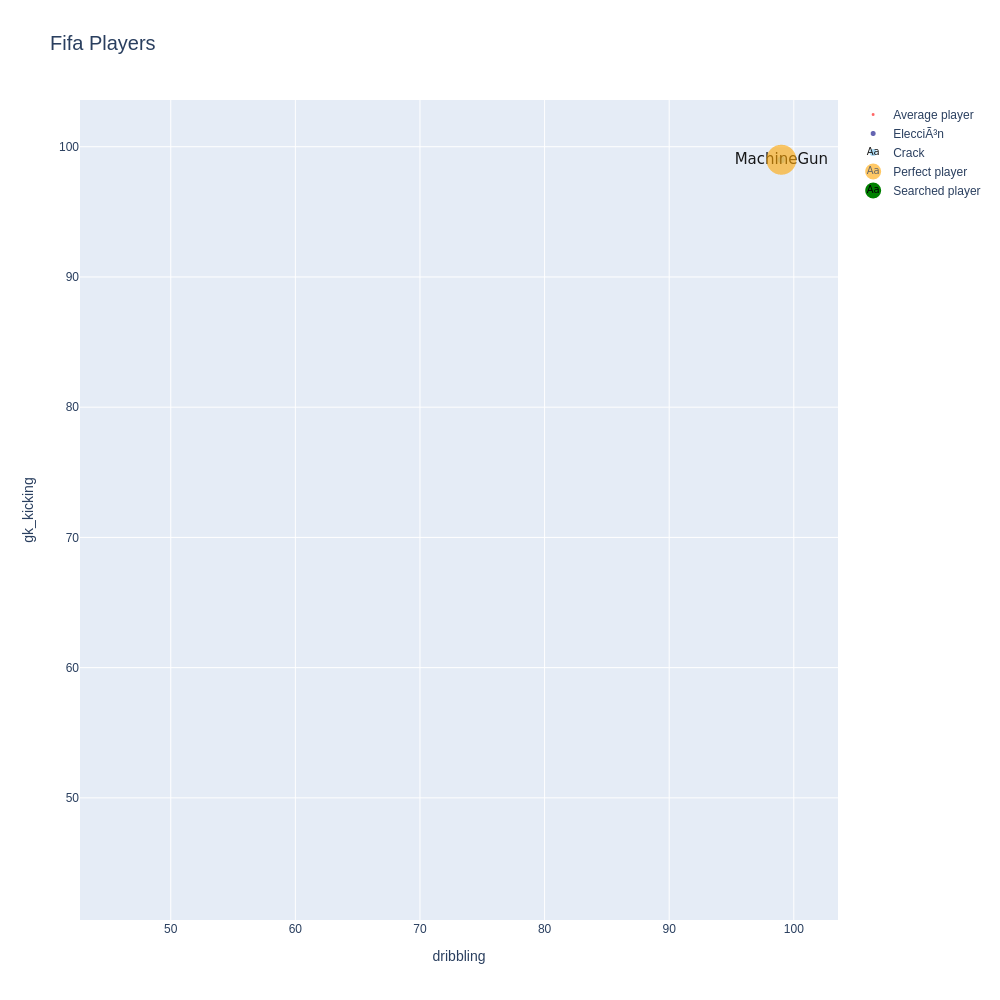 Fifa Players
Average player
ElecciÃ³n
Aa Crack
Aa Perfect player
Aa Searched player
MachineGun
100
90
80
70
60
50
gk_kicking
50 60 70 80 90 100
dribbling